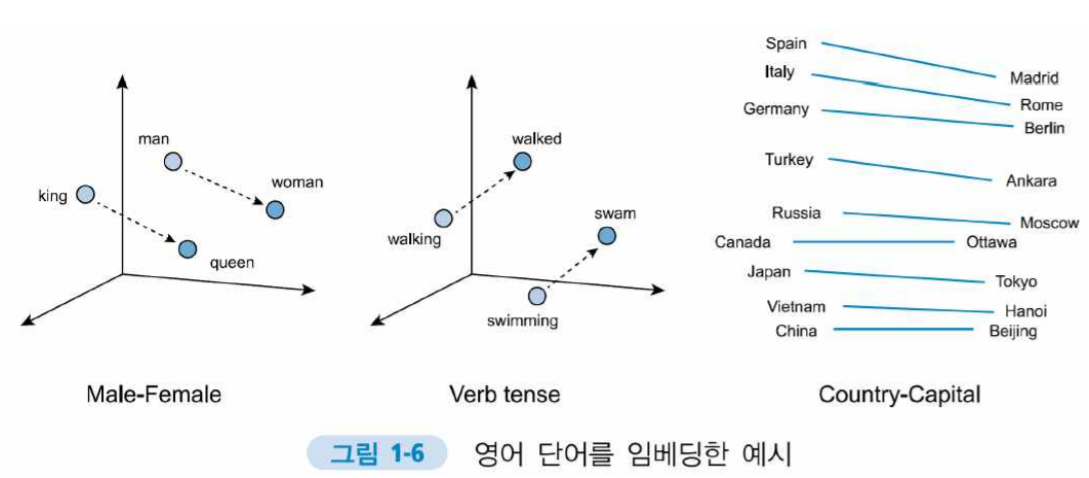 man
king
woman
queen
Male-Female
walked
walking
swam
swimming
Verb tense
Spain Madrid
Italy Rome
Germany Berlin
Turkey Ankara
Russia Moscow
Canada Ottawa
Japan Tokyo
Vietnam Hanoi
China Beijing
Country-Capital
그림 1-6 영어 단어를 임베딩한 예시